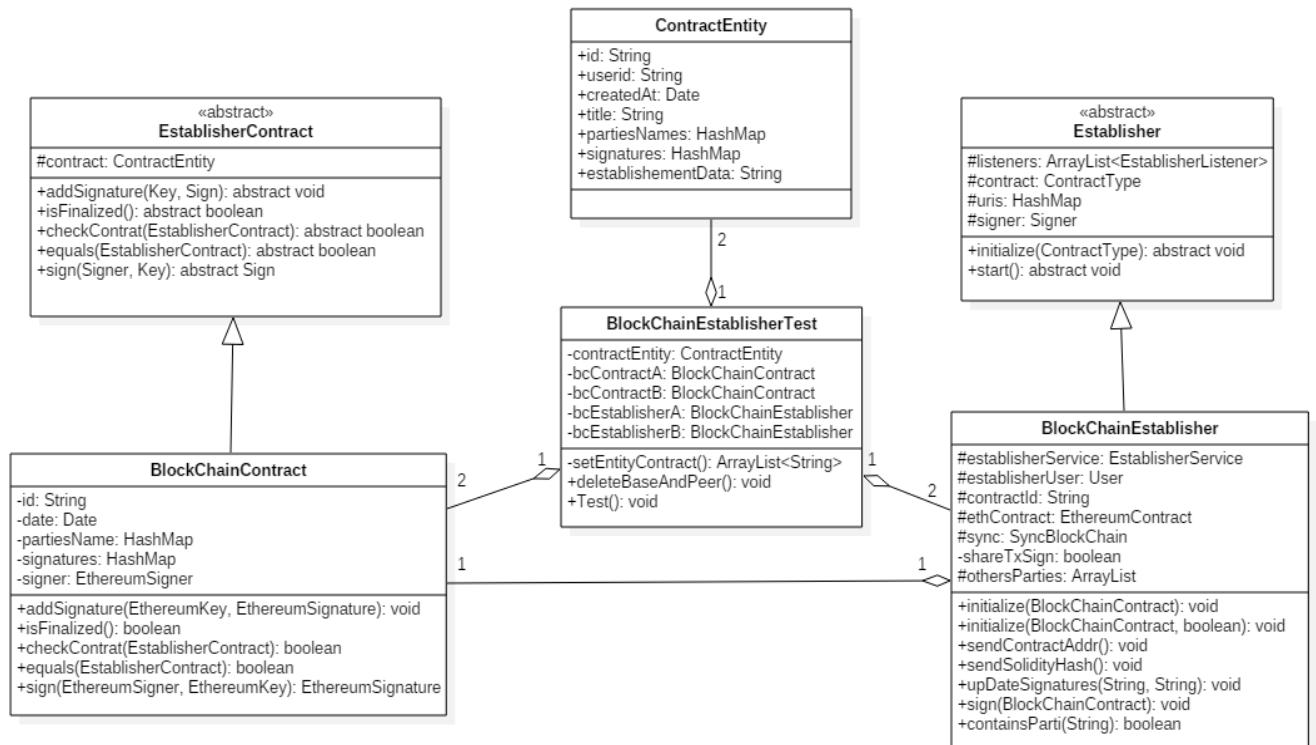 ContractEntity
+id: String
+userid: String
+createdAt: Date
+title: String
+partiesNames: HashMap
+signatures: HashMap
+establishementData: String
«abstract»
EstablisherContract
#contract: ContractEntity
+addSignature(Key, Sign): abstract void
+isFinalized(): abstract boolean
+checkContrat(EstablisherContract): abstract boolean
+equals(EstablisherContract): abstract boolean
+sign(Signer, Key): abstract Sign
«abstract»
Establisher
#listeners: ArrayList<EstablisherListener>
#contract: ContractType
#uris: HashMap
#signer: Signer
+initialize(ContractType): abstract void
+start(): abstract void
2
1
BlockChainEstablisherTest
-contractEntity: ContractEntity
-bcContractA: BlockChainContract
-bcContractB: BlockChainContract
-bcEstablisherA: BlockChainEstablisher
-bcEstablisherB: BlockChainEstablisher
-setEntityContract(): ArrayList<String>
+deleteBaseAndPeer(): void
+Test(): void
1
2
1
2
BlockChainContract
-id: String
-date: Date
-partiesName: HashMap
-signatures: HashMap
-signer: EthereumSigner
+addSignature(EthereumKey, EthereumSignature): void
+isFinalized(): boolean
+checkContrat(EstablisherContract): boolean
+equals(EstablisherContract): boolean
+sign(EthereumSigner, EthereumKey): EthereumSignature
1
1
BlockChainEstablisher
#establisherService: EstablisherService
#establisherUser: User
#contractId: String
#ethContract: EthereumContract
#sync: SyncBlockChain
-shareTxSign: boolean
#othersParties: ArrayList
+initialize(BlockChainContract): void
+initialize(BlockChainContract, boolean): void
+sendContractAddr(): void
+sendSolidityHash(): void
+upDateSignatures(String, String): void
+sign(BlockChainContract): void
+containsParti(String): boolean